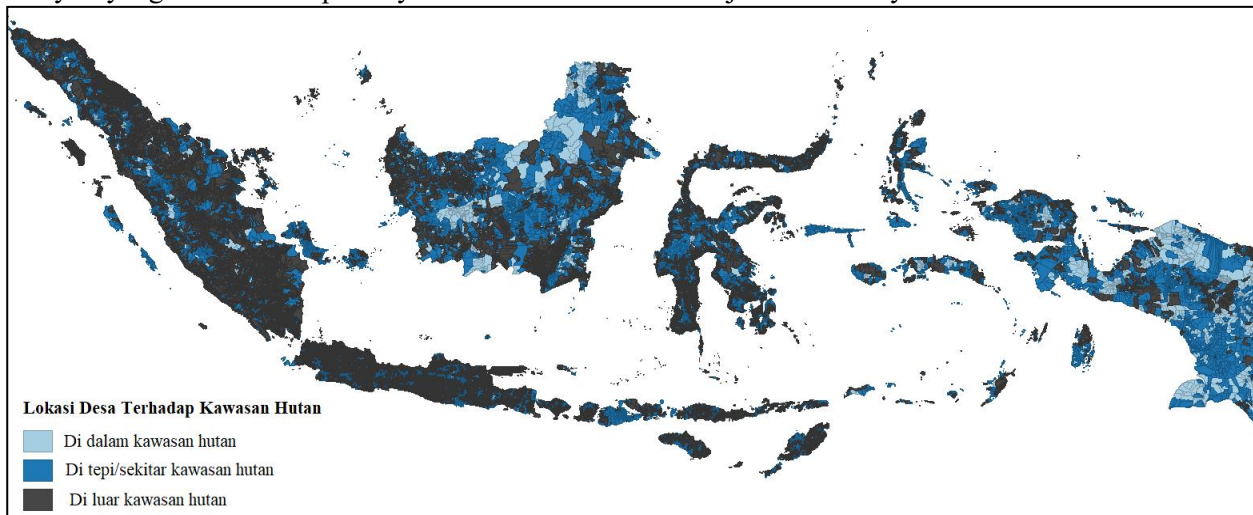 Lokasi Desa Terhadap Kawasan Hutan
Di dalam kawasan hutan
Di tepi/sekitar kawasan hutan
Di luar kawasan hutan